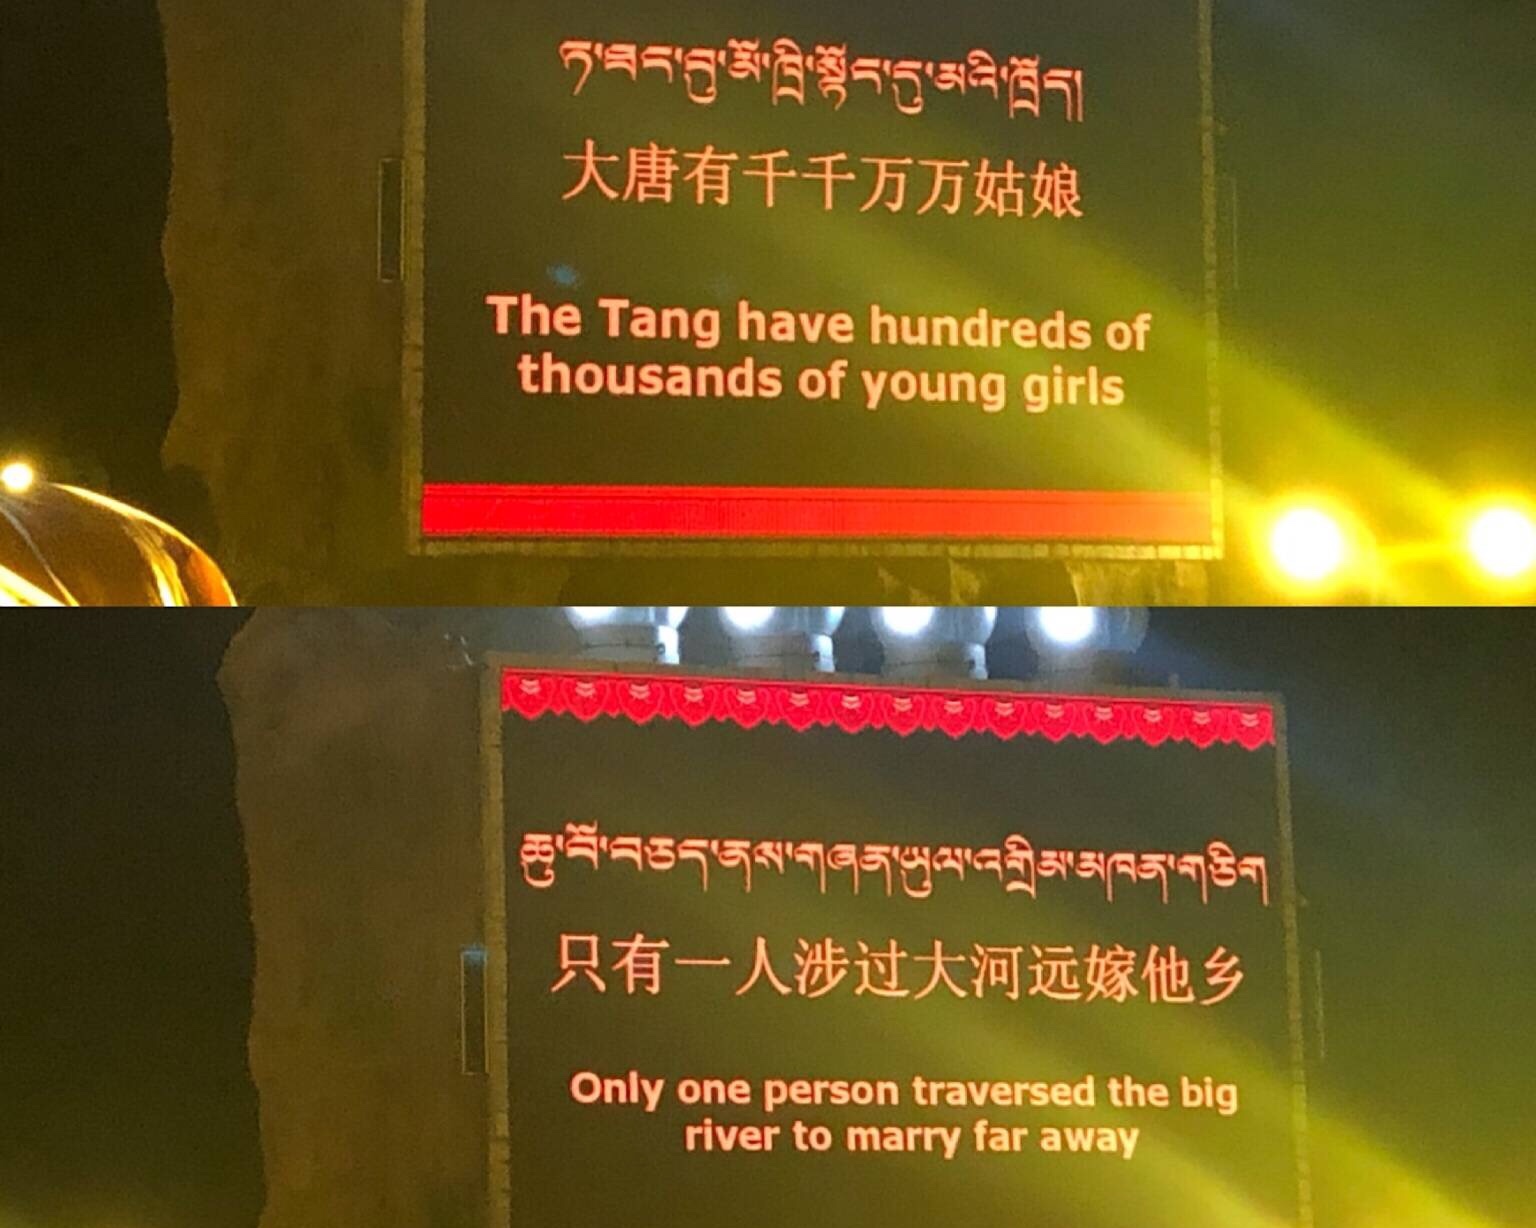 ཏ་ཟང་བུ་མོ་ཁྲི་སྟོང་དུ་མའི་ཁྲོད།
大唐有千千万万姑娘
The Tang have hundreds of
thousands of young girls
ཆུ་བོ་བཅད་ནས་གཞན་ཡུལ་འགྲིམ་མཁན་གཅིག
只有一人涉过大河远嫁他乡
Only one person traversed the big
river to marry far away